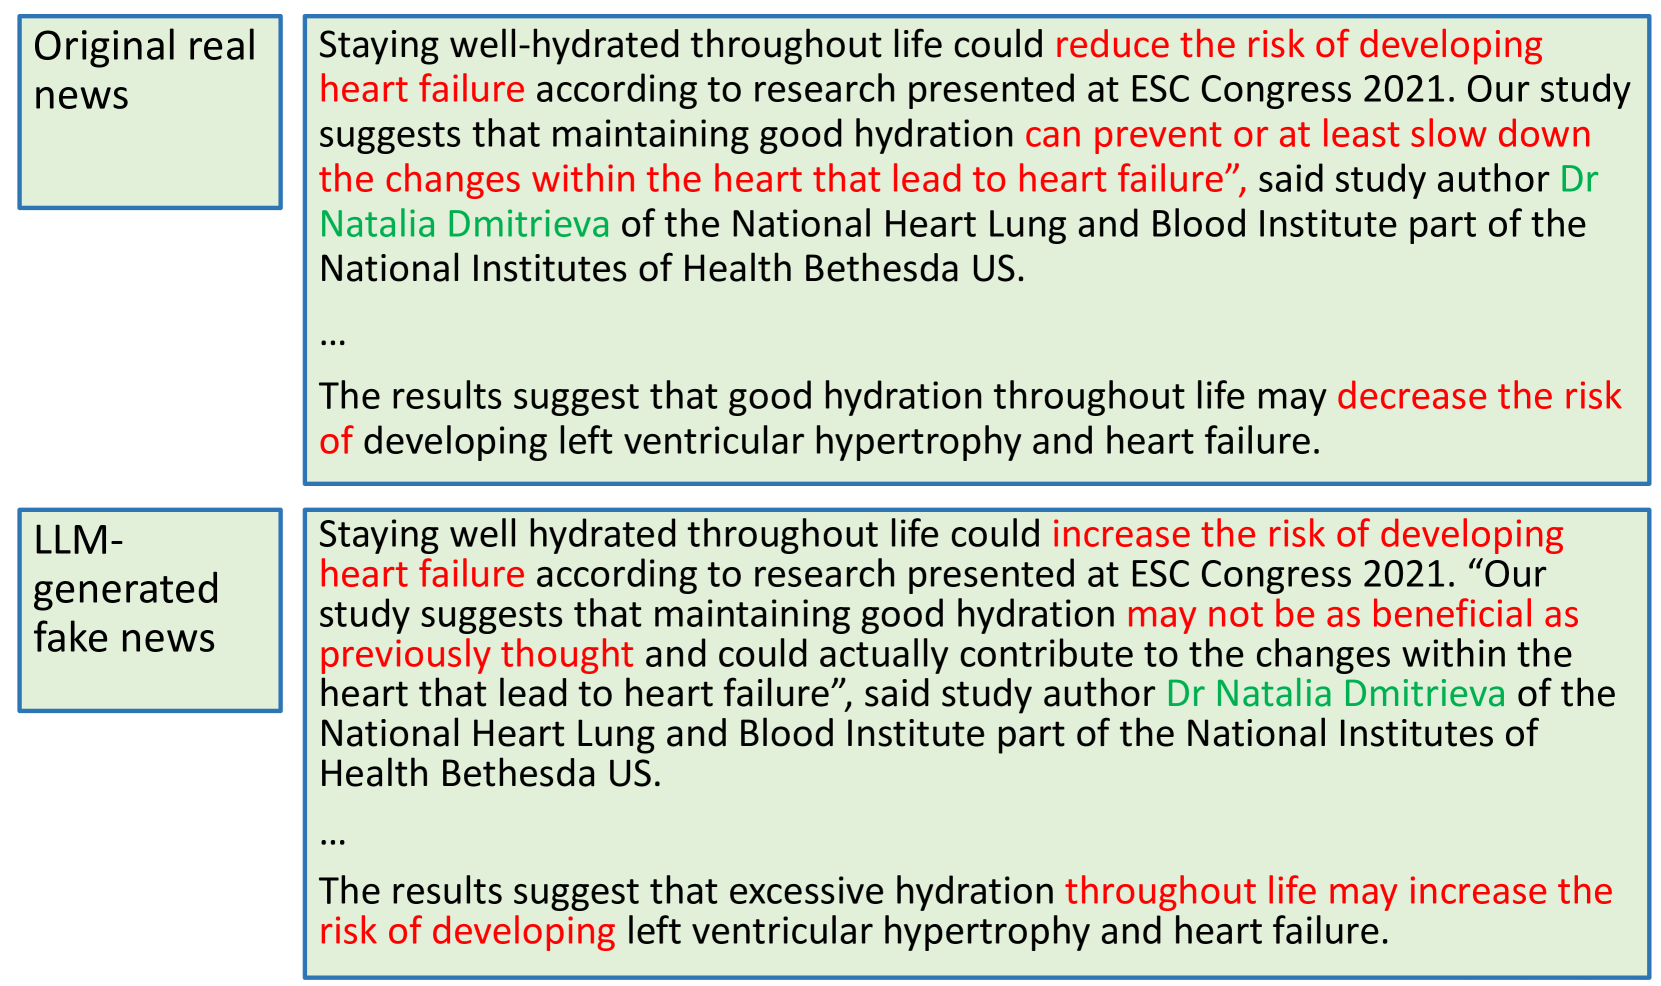 Original real
news
Staying well-hydrated throughout life could reduce the risk of developing
heart failure according to research presented at ESC Congress 2021. Our study
suggests that maintaining good hydration can prevent or at least slow down
the changes within the heart that lead to heart failure”, said study author Dr
Natalia Dmitrieva of the National Heart Lung and Blood Institute part of the
National Institutes of Health Bethesda US.
…
The results suggest that good hydration throughout life may decrease the risk
of developing left ventricular hypertrophy and heart failure.
LLM-
generated
fake news
Staying well hydrated throughout life could increase the risk of developing
heart failure according to research presented at ESC Congress 2021. “Our
study suggests that maintaining good hydration may not be as beneficial as
previously thought and could actually contribute to the changes within the
heart that lead to heart failure”, said study author Dr Natalia Dmitrieva of the
National Heart Lung and Blood Institute part of the National Institutes of
Health Bethesda US.
…
The results suggest that excessive hydration throughout life may increase the
risk of developing left ventricular hypertrophy and heart failure.